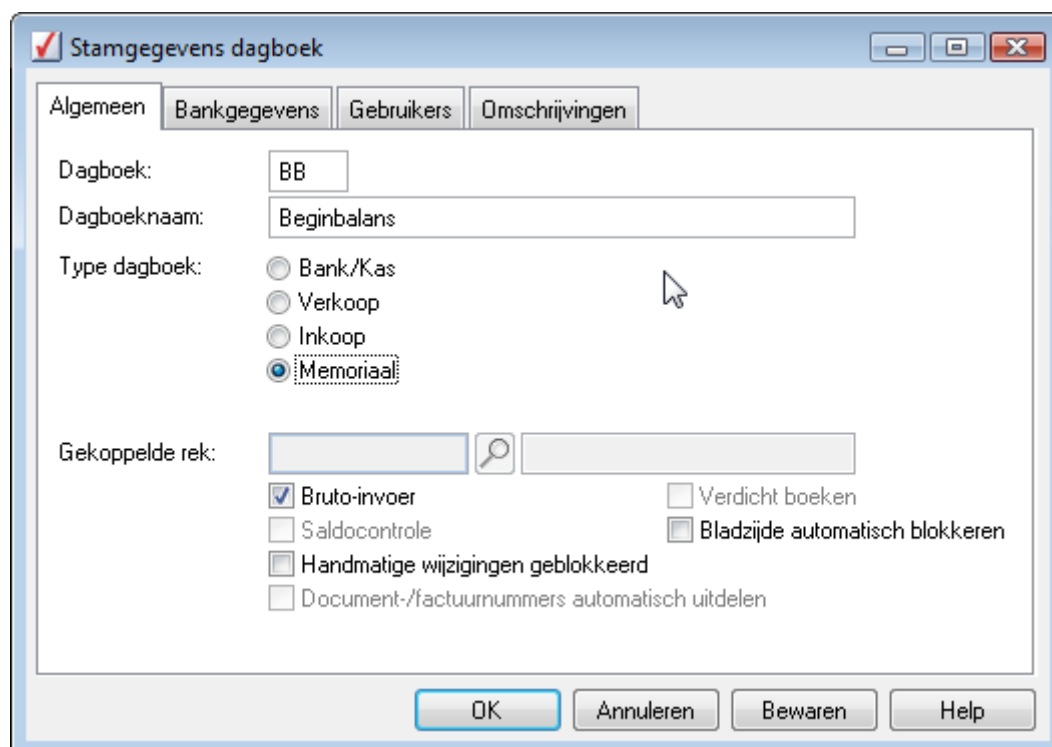 Stamgegevens dagboek
Algemeen Bankgegevens Gebruikers Omschrijvingen
Dagboek: BB
Dagboeknaam: Beginbalans
Type dagboek: Bank/Kas
Verkoop
Inkoop
Memoriaal
Gekoppelde rek:
Bruto-invoer Verdicht boeken
Saldocontrole Bladzijde automatisch blokkeren
Handmatige wijzigingen geblokkeerd
Document-/factuurnummers automatisch uitdelen
OK Annuleren Bewaren Help